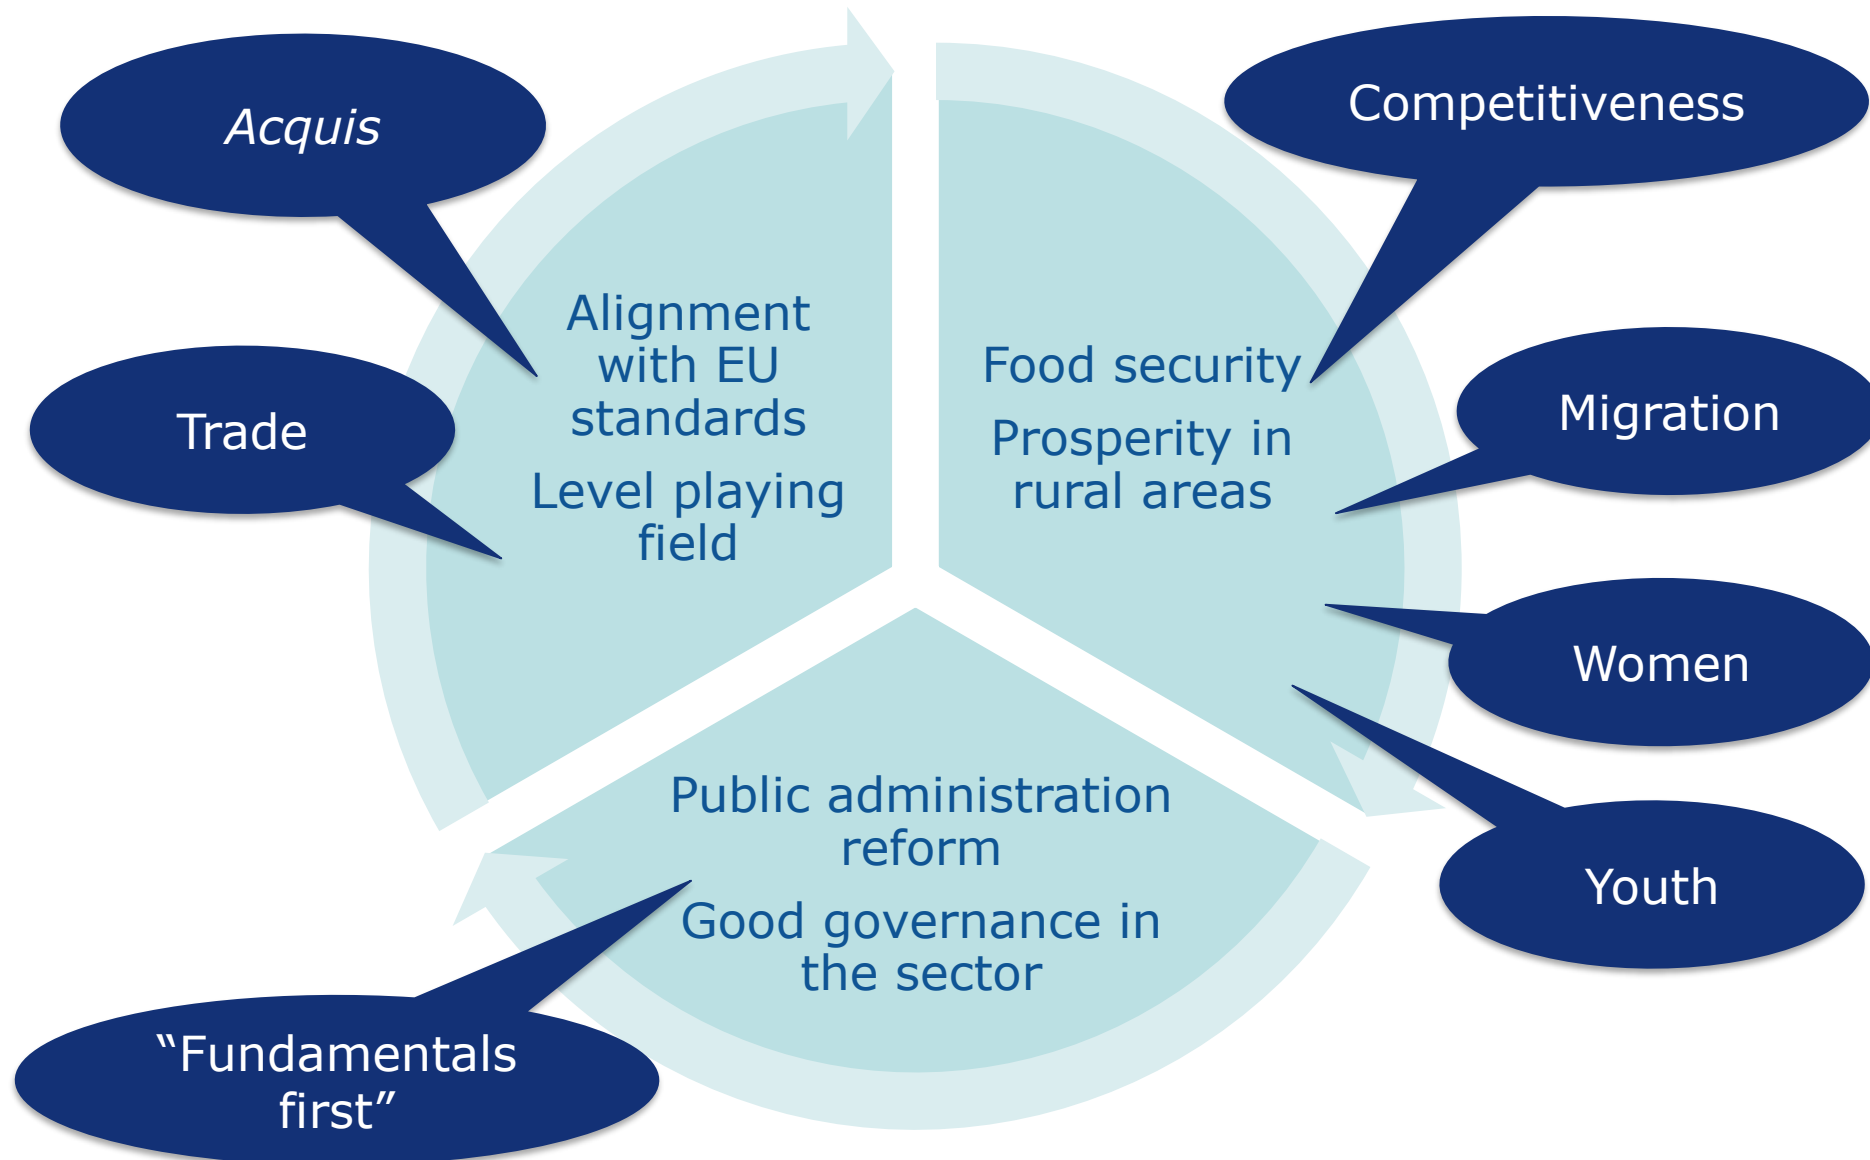 Acquis
Competitiveness
Alignment
with EU
standards
Level playing
field
Food security
Prosperity in
rural areas
Trade
Migration
Women
Youth
Public administration
reform
Good governance in
the sector
“Fundamentals
first”